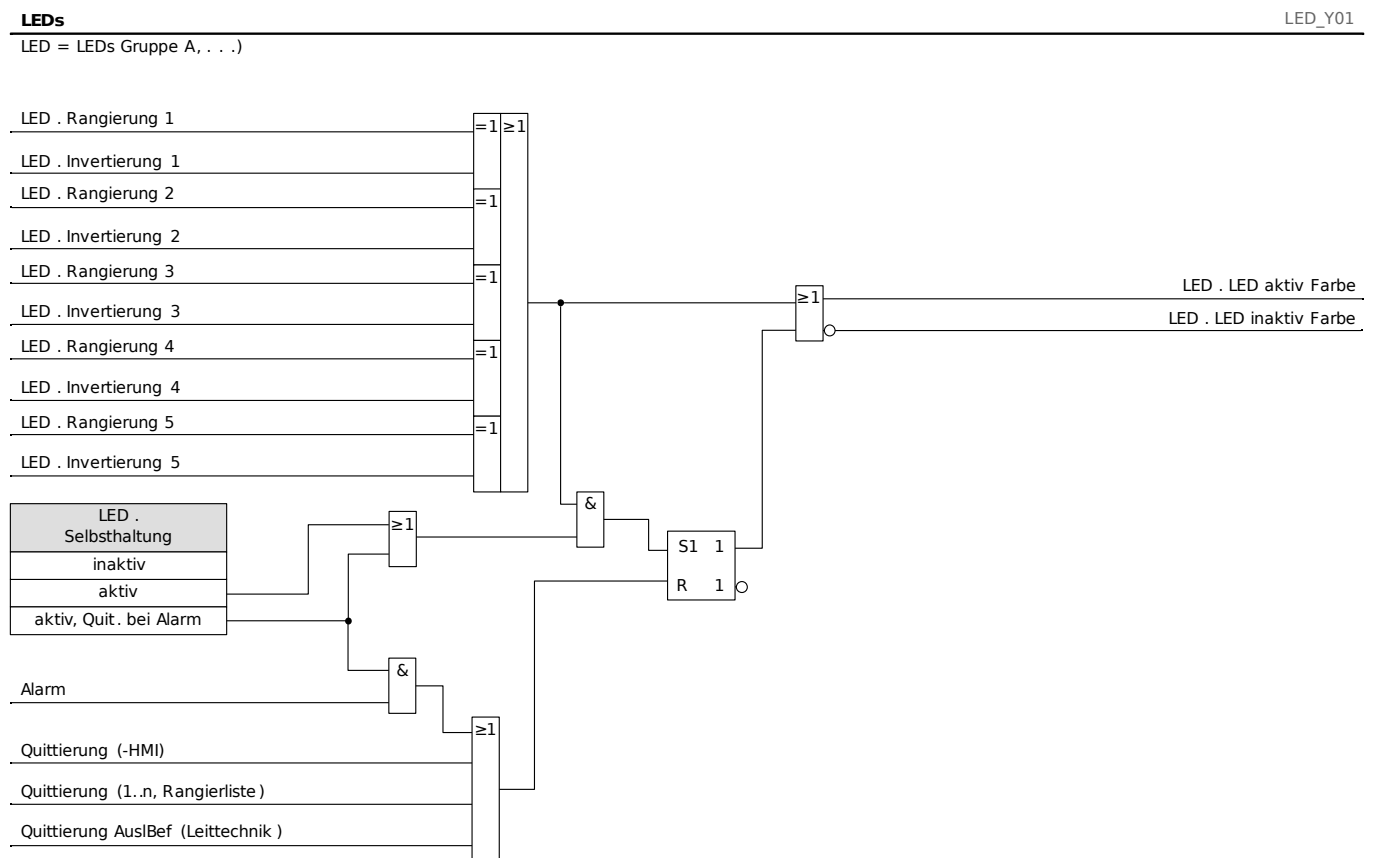 LEDs
LED_Y01
LED = LEDs Gruppe A, . . .)
LED . Rangierung 1
=1
≥1
LED . Invertierung 1
LED . Rangierung 2
=1
LED . Invertierung 2
LED . Rangierung 3
=1
LED . Invertierung 3
LED . Rangierung 4
=1
LED . Invertierung 4
LED . Rangierung 5
=1
LED . Invertierung 5
≥1
LED . LED aktiv Farbe
LED . LED inaktiv Farbe
LED .
Selbsthaltung
inaktiv
aktiv
aktiv, Quit. bei Alarm
≥1
&
S1 1
R 1
&
Alarm
≥1
Quittierung (-HMI)
Quittierung (1..n, Rangierliste)
Quittierung AuslBef (Leittechnik )